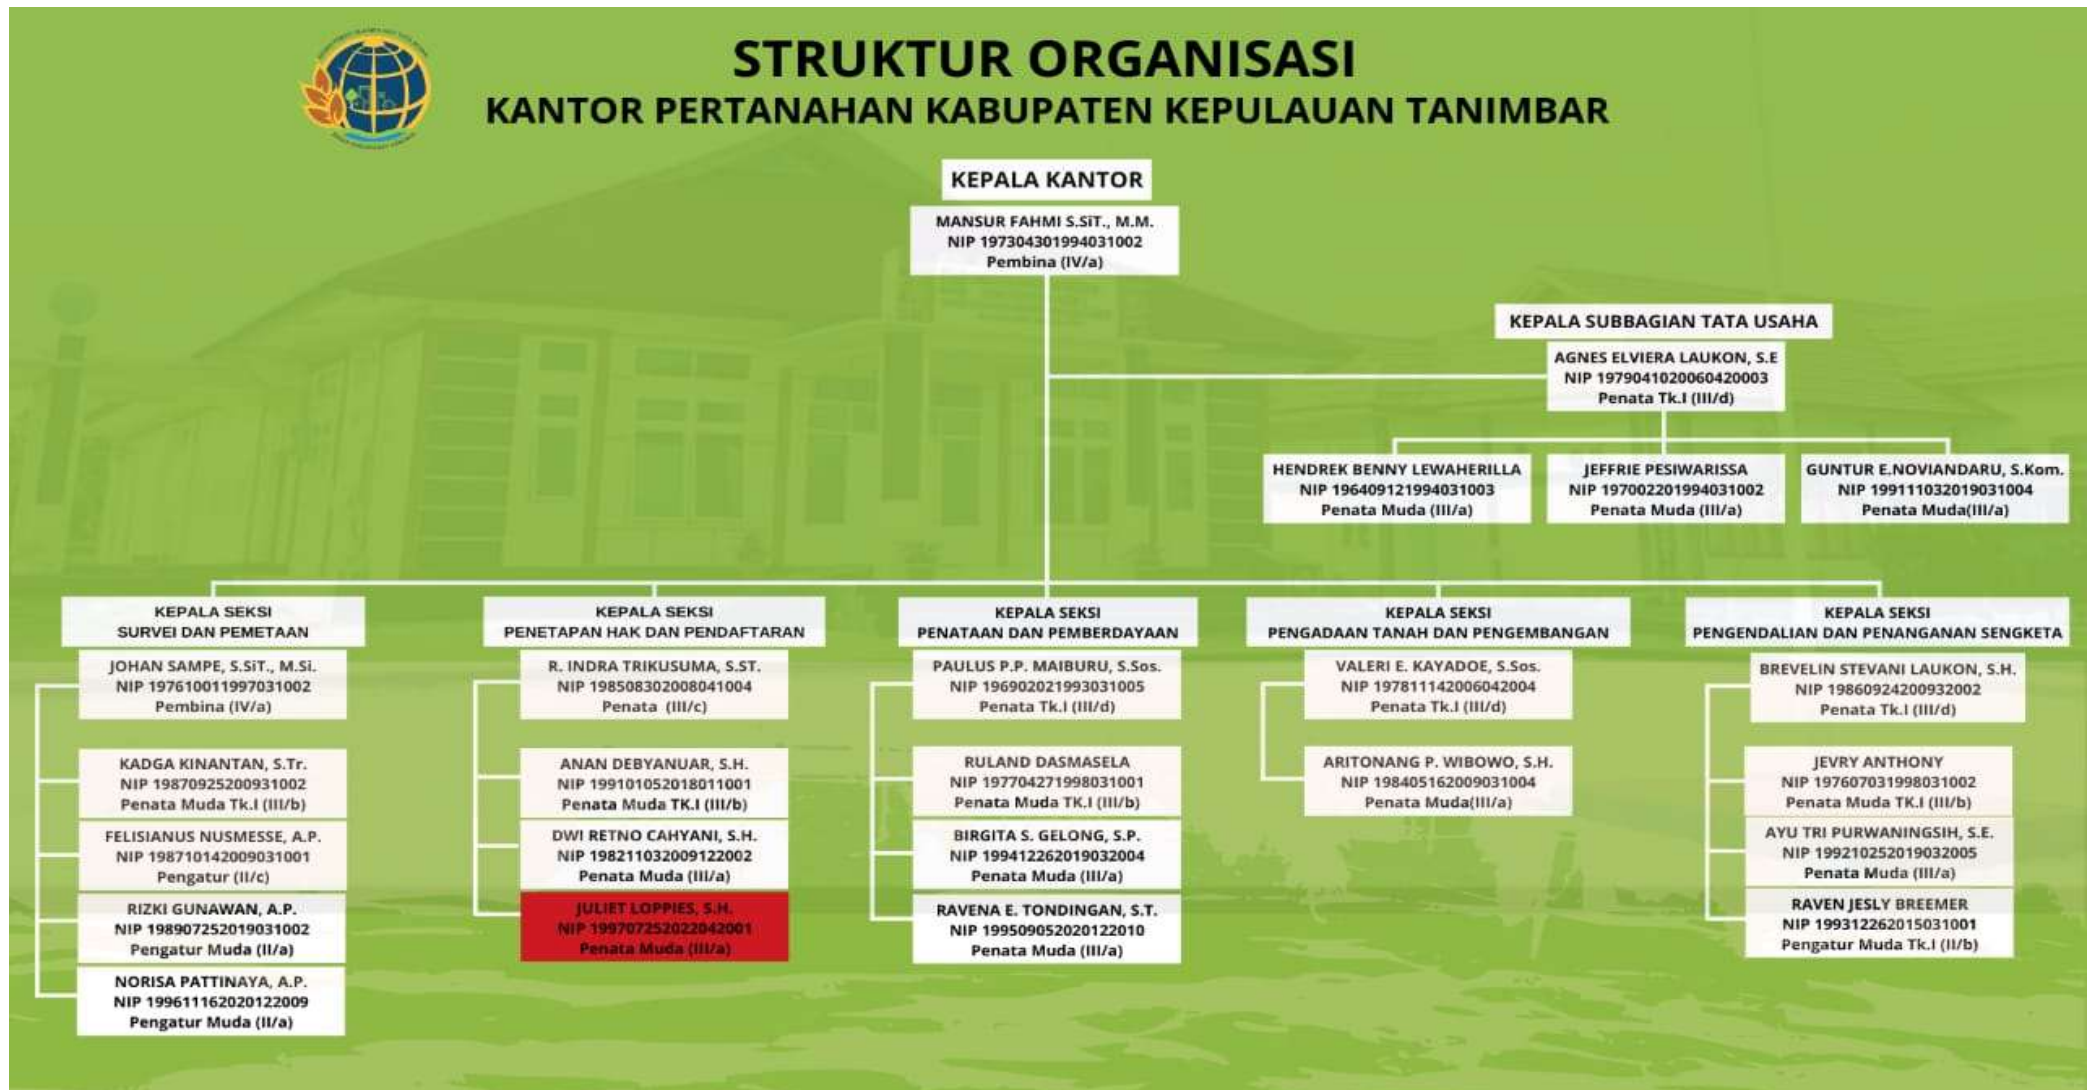 STRUKTUR ORGANISASI
KANTOR PERTANAHAN KABUPATEN KEPULAUAN TANIMBAR
KEPALA KANTOR
MANSUR FAHMI S.SiT., M.M.
NIP 197304301994031002
Pembina (IV/a)
KEPALA SUBBAGIAN TATA USAHA
AGNES ELVIERA LAUKON, S.E
NIP 1979041020060420003
Penata Tk.I (III/d)
HENDREK BENNY LEWAHERILLA
NIP 196409121994031003
Penata Muda (III/a)
JEFFRIE PESIWARISSA
NIP 197002201994031002
Penata Muda (III/a)
GUNTUR E.NOVIANDARU, S.Kom.
NIP 199111032019031004
Penata Muda(III/a)
KEPALA SEKSI
SURVEI DAN PEMETAAN
JOHAN SAMPE, S.SiT., M.Si.
NIP 197610011997031002
Pembina (IV/a)
KADGA KINANTAN, S.Tr.
NIP 19870925200931002
Penata Muda Tk.I (III/b)
FELISIANUS NUSMESSE, A.P.
NIP 198710142009031001
Pengatur (II/c)
RIZKI GUNAWAN, A.P.
NIP 198907252019031002
Pengatur Muda (II/a)
NORISA PATTINAYA, A.P.
NIP 199611162020122009
Pengatur Muda (II/a)
KEPALA SEKSI
PENETAPAN HAK DAN PENDAFTARAN
R. INDRA TRIKUSUMA, S.ST.
NIP 198508302008041004
Penata (III/c)
ANAN DEBYANUAR, S.H.
NIP 199101052018011001
Penata Muda TK.I (III/b)
DWI RETNO CAHYANI, S.H.
NIP 198211032009122002
Penata Muda (III/a)
JULIET LOPPIES, S.H.
NIP 199707252022042001
Penata Muda (III/a)
KEPALA SEKSI
PENATAAN DAN PEMBERDAYAAN
PAULUS P.P. MAIBURU, S.Sos.
NIP 196902021993031005
Penata Tk.I (III/d)
RULAND DASMASELA
NIP 197704271998031001
Penata Muda TK.I (III/b)
BIRGITA S. GELONG, S.P.
NIP 199412262019032004
Penata Muda (III/a)
RAVENA E. TONDINGAN, S.T.
NIP 199509052020122010
Penata Muda (III/a)
KEPALA SEKSI
PENGADAAN TANAH DAN PENGEMBANGAN
VALERI E. KAYADOE, S.Sos.
NIP 197811142006042004
Penata Tk.I (III/d)
ARITONANG P. WIBOWO, S.H.
NIP 198405162009031004
Penata Muda(III/a)
KEPALA SEKSI
PENGENDALIAN DAN PENANGANAN SENGKETA
BREVELIN STEVANI LAUKON, S.H.
NIP 19860924200932002
Penata Tk.I (III/d)
JEVRY ANTHONY
NIP 197607031998031002
Penata Muda TK.I (III/b)
AYU TRI PURWANINGSIH, S.E.
NIP 199210252019032005
Penata Muda (III/a)
RAVEN JESLY BREEMER
NIP 199312262015031001
Pengatur Muda Tk.I (II/b)